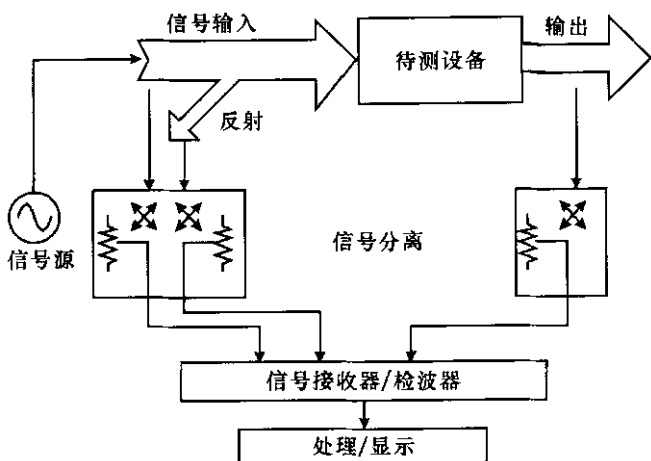 信号输入
输出
待测设备
反射
信号源
信号分离
信号接收器/检波器
处理/显示